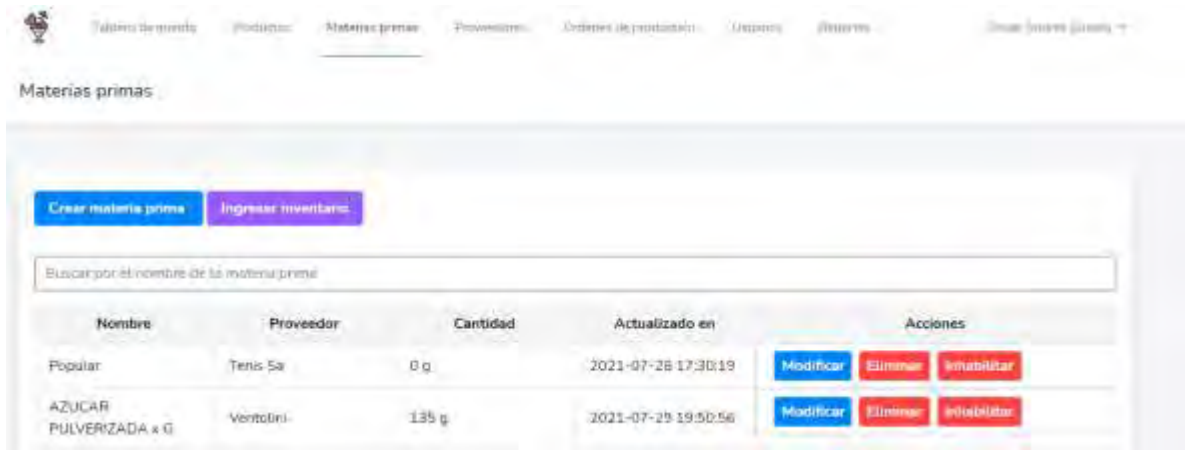 Tablero de mando Productos Materias primas Proveedores Ordenes de producción Usuarios Reportes
Materias primas
Crear materia prima Ingresar inventario
Buscar por el nombre de la materia prima
Nombre Proveedor Cantidad Actualizado en Acciones
Popular Tenis Sa 0 g 2021-07-28 17:30:19 Modificar Eliminar Inhabilitar
AZUCAR
PULVERIZADA x G Ventolini 135 g 2021-07-29 19:50:56 Modificar Eliminar Inhabilitar